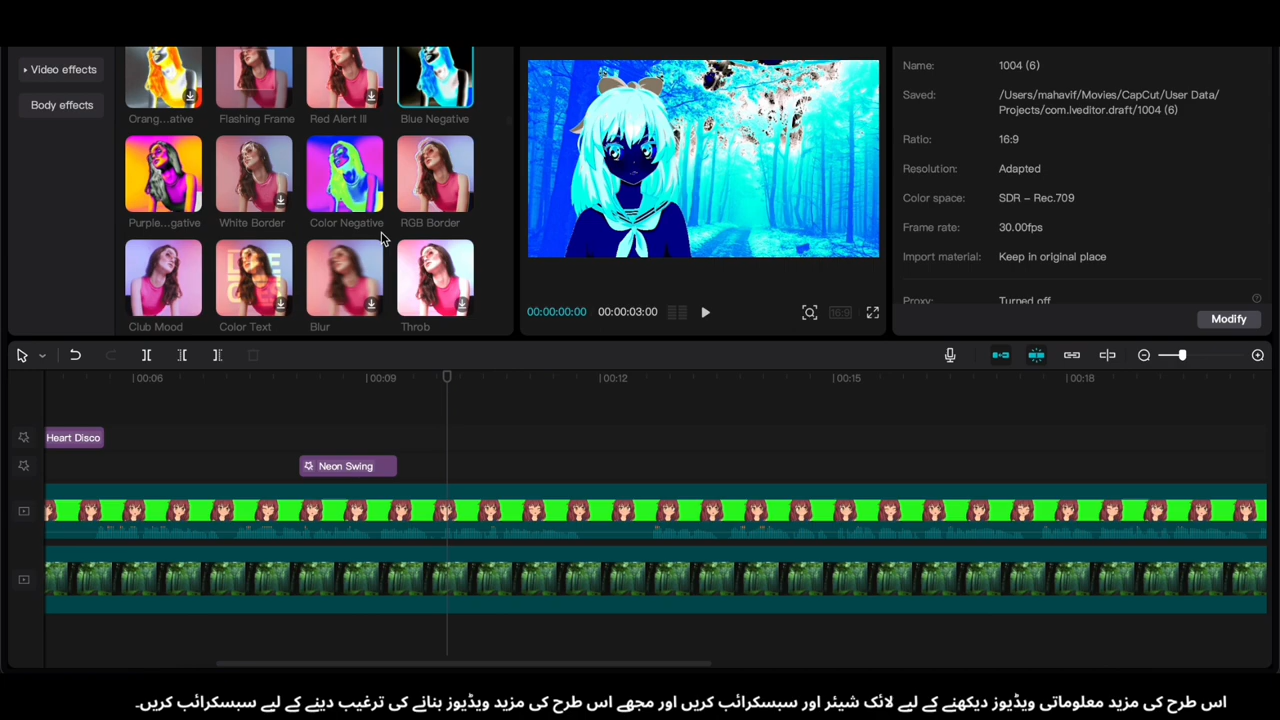 Video effects
Body effects
Orang...ative
Flashing Frame
Red Alert III
Blue Negative
Purple...gative
White Border
Color Negative
RGB Border
Club Mood
Color Text
Blur
Throb
00:00:00:00
00:00:03:00
16:9
Name:
1004 (6)
Saved:
/Users/mahavif/Movies/CapCut/User Data/
Projects/com.lveditor.draft/1004 (6)
Ratio:
16:9
Resolution:
Adapted
Color space:
SDR – Rec.709
Frame rate:
30.00fps
Import material:
Keep in original place
Proxy:
Turned off
Modify
00:06
00:09
00:12
00:15
00:18
Heart Disco
Neon Swing
اس طرح کی مزید معلوماتی ویڈیوز دیکھنے کے لیے لائک شیئر اور سبسکرائب کریں اور مجھے اس طرح کی مزید ویڈیوز بنانے کی ترغیب دینے کے لیے سبسکرائب کریں۔